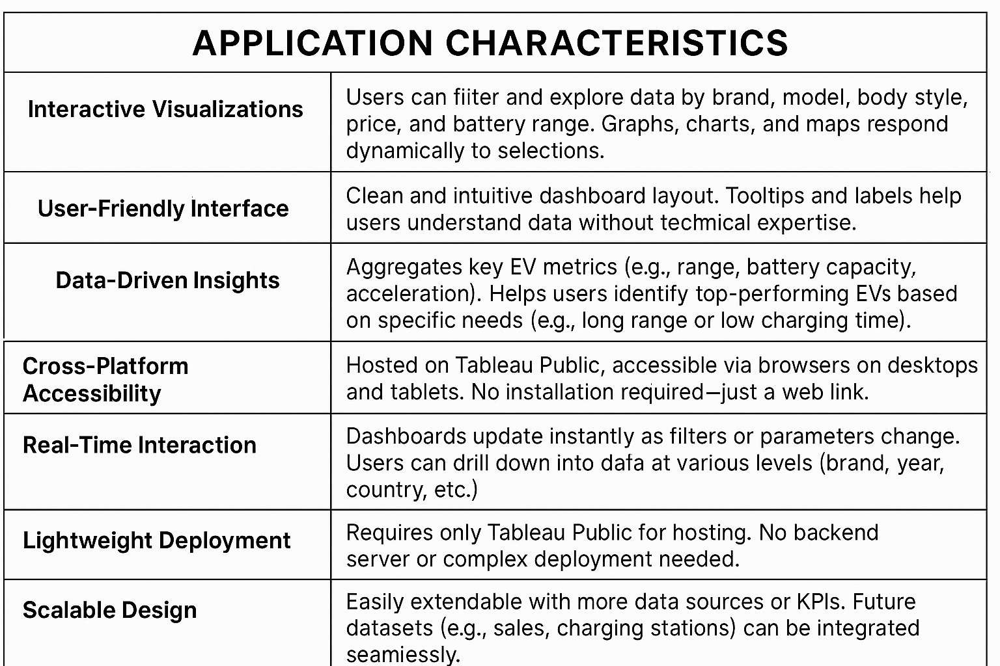 APPLICATION CHARACTERISTICS
Interactive Visualizations
Users can fiiter and explore data by brand, model, body style,
price, and battery range. Graphs, charts, and maps respond
dynamically to selections.
User-Friendly Interface
Clean and intuitive dashboard layout. Tooltips and labels help
users understand data without techmical expertise.
Data-Driven Insights
Aggregates key EV metrics (e.g., range, battery capacity,
acceleration). Helps users identify top-performing EVs based
on specific needs (e.g., long range or low charging time).
Cross-Platform
Accessibility
Hosted on Tableau Public, accessible via browsers on desktops
and tablets. No installation required—just a web link.
Real-Time Interaction
Dashboards update instantly as filters or parameters change.
Users can drill down into dafa at various levels (brand, year,
country, etc.)
Lightweight Deployment
Requires only Tableau Public for hosting. No backend
server or complex deployment needed.
Scalable Design
Easily extendable with more data sources or KPIs. Future
datasets (e.g., sales, charging stations) can be integrated
seamiessly.